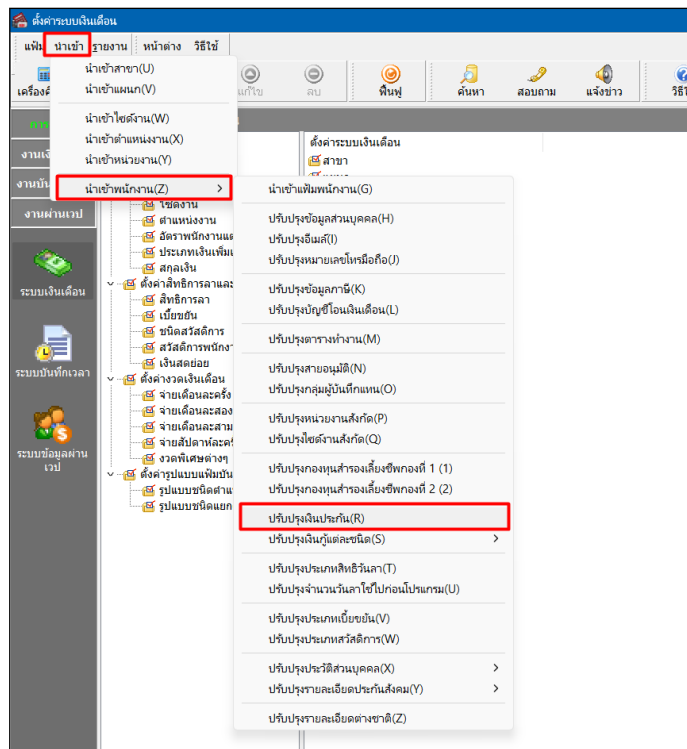 ตั้งค่าระบบเงินเดือน
แฟ้ม นำเข้า รายงาน หน้าต่าง วิธีใช้
เครื่องคิ แก้ไข ลบ ฟื้นฟู ค้นหา สอบถาม แจ้งข่าว วิธีใ
นำเข้าสาขา(U)
นำเข้าแผนก(V)
นำเข้าไซต์งาน(W)
นำเข้าตำแหน่งงาน(X)
นำเข้าหน่วยงาน(Y)
นำเข้าพนักงาน(Z)
งานเงิ
งานบัน
งานผ่านเวป
ระบบเงินเดือน
ระบบบันทึกเวลา
ระบบข้อมูลผ่าน
เวป
ไซต์งาน
ตำแหน่งงาน
อัตราพนักงานแต
ประเภทเงินเพิ่มเ
สกุลเงิน
ตั้งค่าสิทธิการลาและ
สิทธิการลา
เบี้ยขยัน
ชนิดสวัสดิการ
สวัสดิการพนักงา
เงินสดย่อย
ตั้งค่างวดเงินเดือน
จ่ายเดือนละครั้ง
จ่ายเดือนละสอง
จ่ายเดือนละสาม
จ่ายสัปดาห์ละครั
งวดพิเศษต่างๆ
ตั้งค่ารูปแบบแฟ้มบัน
รูปแบบชนิดตำแ
รูปแบบชนิดแยก
ตั้งค่าระบบเงินเดือน
สาขา
นำเข้าแฟ้มพนักงาน(G)
ปรับปรุงข้อมูลส่วนบุคคล(H)
ปรับปรุงอีเมล์(I)
ปรับปรุงหมายเลขโทรมือถือ(J)
ปรับปรุงข้อมูลภาษี(K)
ปรับปรุงบัญชีโอนเงินเดือน(L)
ปรับปรุงตารางทำงาน(M)
ปรับปรุงสายอนุมัติ(N)
ปรับปรุงกลุ่มผู้บันทึกแทน(O)
ปรับปรุงหน่วยงานสังกัด(P)
ปรับปรุงไซต์งานสังกัด(Q)
ปรับปรุงกองทุนสำรองเลี้ยงชีพกองที่ 1 (1)
ปรับปรุงกองทุนสำรองเลี้ยงชีพกองที่ 2 (2)
ปรับปรุงเงินประกัน(R)
ปรับปรุงเงินกู้แต่ละชนิด(S)
ปรับปรุงประเภทสิทธิวันลา(T)
ปรับปรุงจำนวนวันลาใช้ไปก่อนโปรแกรม(U)
ปรับปรุงประเภทเบี้ยขยัน(V)
ปรับปรุงประเภทสวัสดิการ(W)
ปรับปรุงประวัติส่วนบุคคล(X)
ปรับปรุงรายละเอียดประกันสังคม(Y)
ปรับปรุงรายละเอียดต่างชาติ(Z)